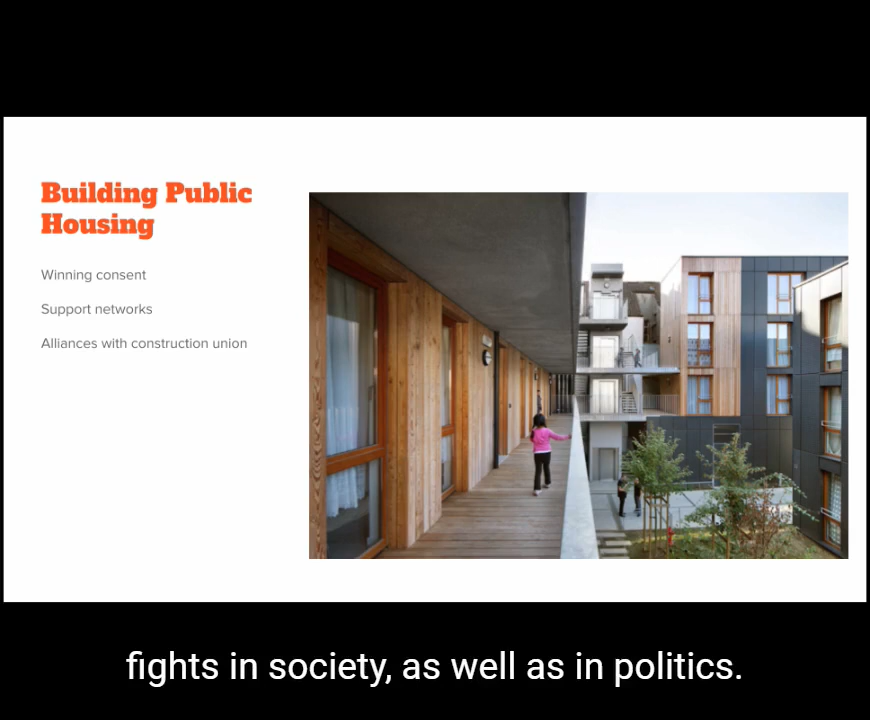 Building Public
Housing
Winning consent
Support networks
Alliances with construction union
fights in society, as well as in politics.